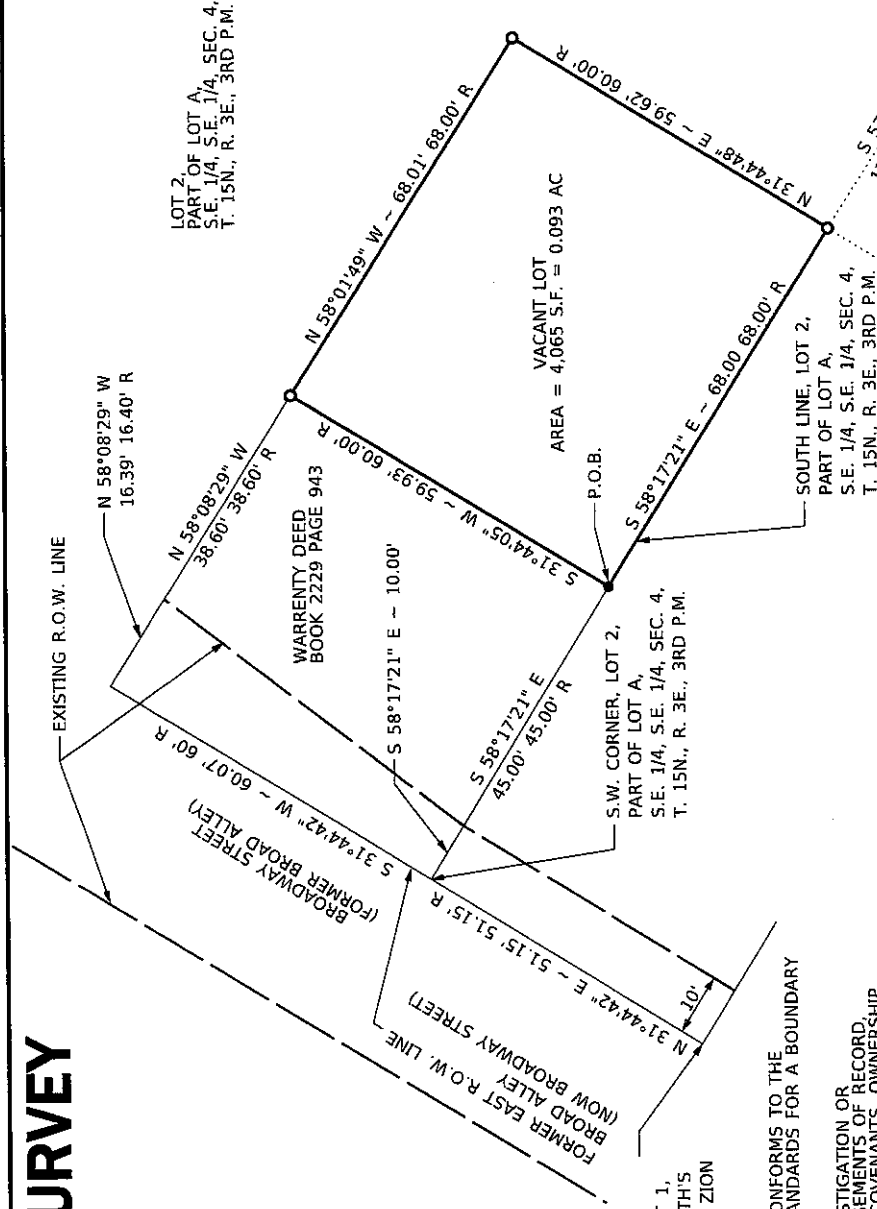 URVEY
EXISTING R.O.W. LINE
N 58°08'29" W
16.39' 16.40' R
LOT 2,
PART OF LOT A,
S.E. 1/4, S.E. 1/4, SEC. 4,
T. 15N., R. 3E., 3RD P.M.
N 58°08'29" W
38.60' 38.60' R
N 58°01'49" W ~ 68.01' 68.00' R
WARRENTY DEED
BOOK 2229 PAGE 943
S 31°44'05" W ~ 59.93' 60.00' R
N 31°44'48" E ~ 59.62' 60.00' R
VACANT LOT
AREA = 4,065 S.F. = 0.093 AC
BROADWAY STREET
(FORMER BROAD ALLEY)
S 31°44'42" W ~ 60.07' 60' R
S 58°17'21" E ~ 10.00'
P.O.B.
S 58°17'21" E ~ 68.00 68.00' R
S 58°17'21" E
45.00' 45.00' R
S.W. CORNER, LOT 2,
PART OF LOT A,
S.E. 1/4, S.E. 1/4, SEC. 4,
T. 15N., R. 3E., 3RD P.M.
SOUTH LINE, LOT 2,
PART OF LOT A,
S.E. 1/4, S.E. 1/4, SEC. 4,
T. 15N., R. 3E., 3RD P.M.
N 31°44'42" E ~ 51.15' 51.15' R
FORMER EAST R.O.W. LINE
BROAD ALLEY
(NOW BROADWAY STREET)
10'
T 1,
TH'S
ZION
ONFORMS TO THE
ANDARDS FOR A BOUNDARY
STIGATION OR
SEMENTS OF RECORD,
COVENANTS, OWNERSHIP
S 57